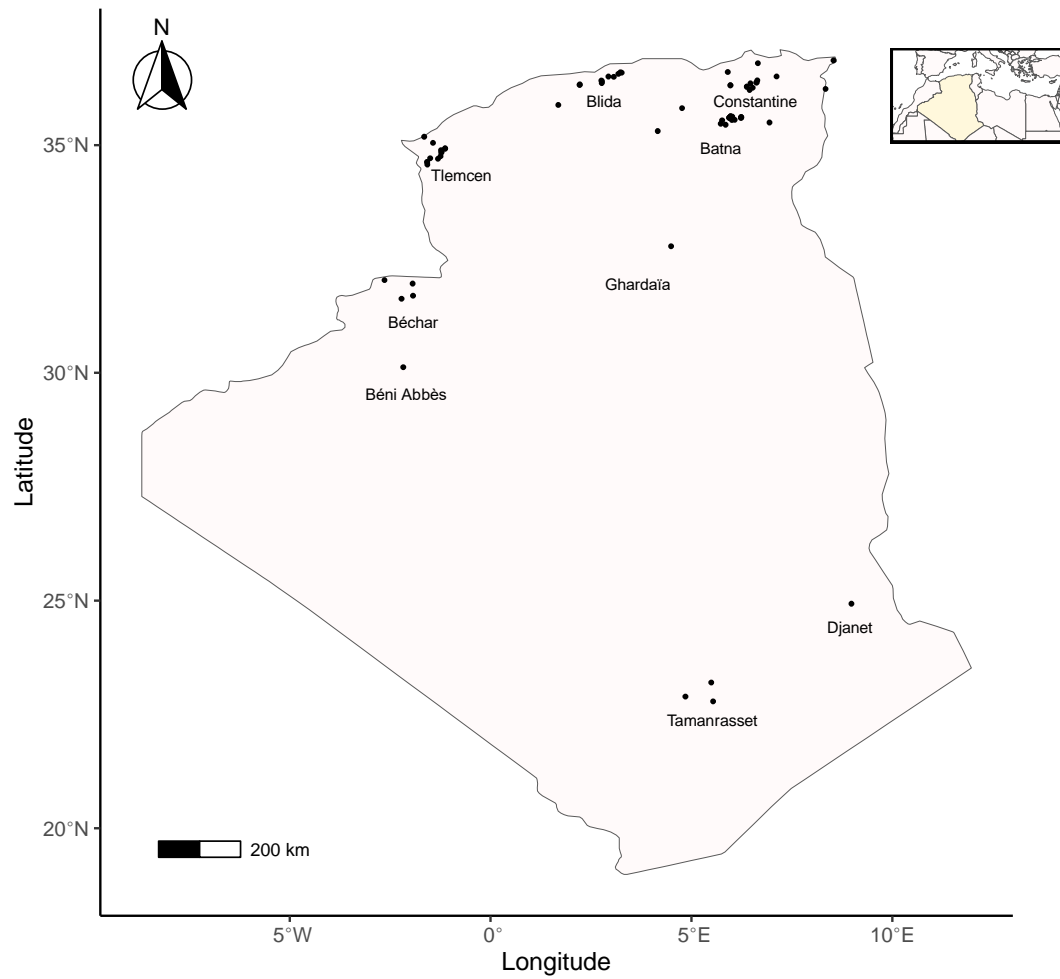 N
Blida
Constantine
35°N
Batna
Tlemcen
Ghardaïa
Béchar
30°N
Béni Abbès
Latitude
25°N
Djanet
Tamanrasset
20°N
200 km
5°W
0°
5°E
10°E
Longitude